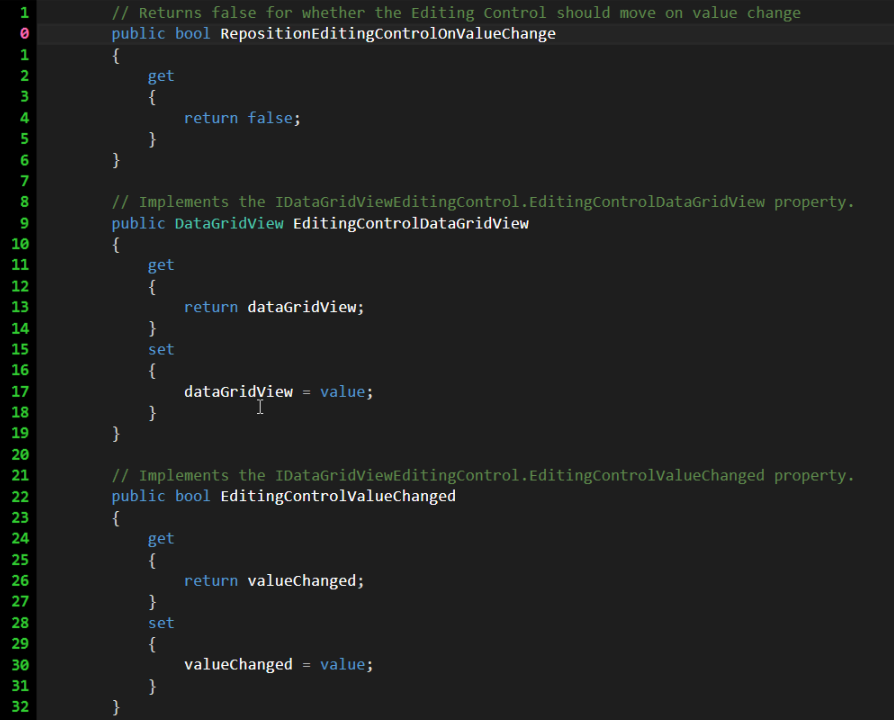 1 // Returns false for whether the Editing Control should move on value change
0 public bool RepositionEditingControlOnValueChange
1 {
2 get
3 {
4 return false;
5 }
6 }
7
8 // Implements the IDataGridViewEditingControl.EditingControlDataGridView property.
9 public DataGridView EditingControlDataGridView
10 {
11 get
12 {
13 return dataGridView;
14 }
15 set
16 {
17 dataGridView = value;
18 }
19 }
20
21 // Implements the IDataGridViewEditingControl.EditingControlValueChanged property.
22 public bool EditingControlValueChanged
23 {
24 get
25 {
26 return valueChanged;
27 }
28 set
29 {
30 valueChanged = value;
31 }
32 }